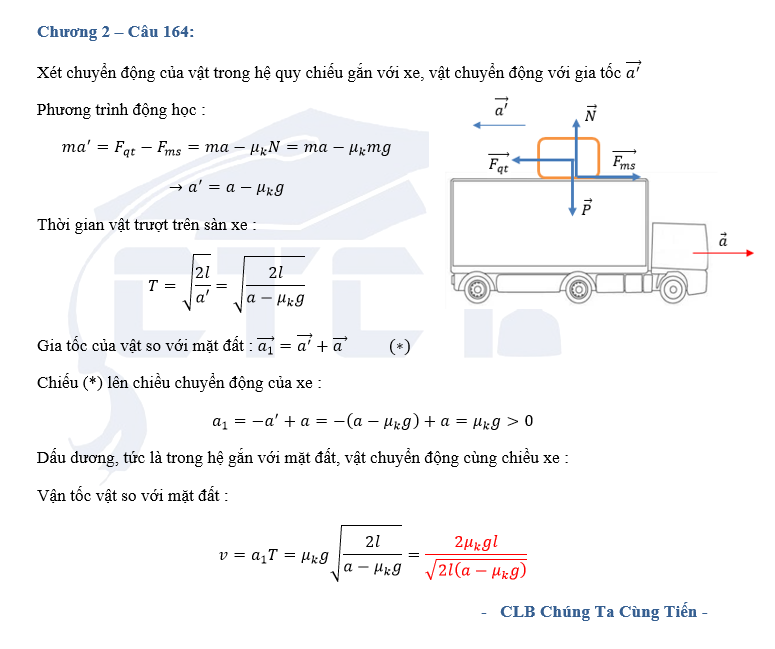 Chương 2 – Câu 164:
Xét chuyển động của vật trong hệ quy chiếu gắn với xe, vật chuyển động với gia tốc $\overrightarrow{a'}$
Phương trình động học :
$ma' = F_{qt} - F_{ms} = ma - \mu_k N = ma - \mu_k mg$
$\rightarrow a' = a - \mu_k g$
$\overrightarrow{a'}$
$\vec{N}$
$\overrightarrow{F_{qt}}$
$\overrightarrow{F_{ms}}$
$\vec{P}$
$\vec{a}$
Thời gian vật trượt trên sàn xe :
$T = \sqrt{\frac{2l}{a'}} = \sqrt{\frac{2l}{a - \mu_k g}}$
Gia tốc của vật so với mặt đất : $\overrightarrow{a_1} = \overrightarrow{a'} + \vec{a}$ (*)
Chiếu (*) lên chiều chuyển động của xe :
$a_1 = -a' + a = -(a - \mu_k g) + a = \mu_k g > 0$
Dấu dương, tức là trong hệ gắn với mặt đất, vật chuyển động cùng chiều xe :
Vận tốc vật so với mặt đất :
$v = a_1 T = \mu_k g \sqrt{\frac{2l}{a - \mu_k g}} = \frac{2\mu_k gl}{\sqrt{2l(a - \mu_k g)}}$
- CLB Chúng Ta Cùng Tiến -
CTC
in